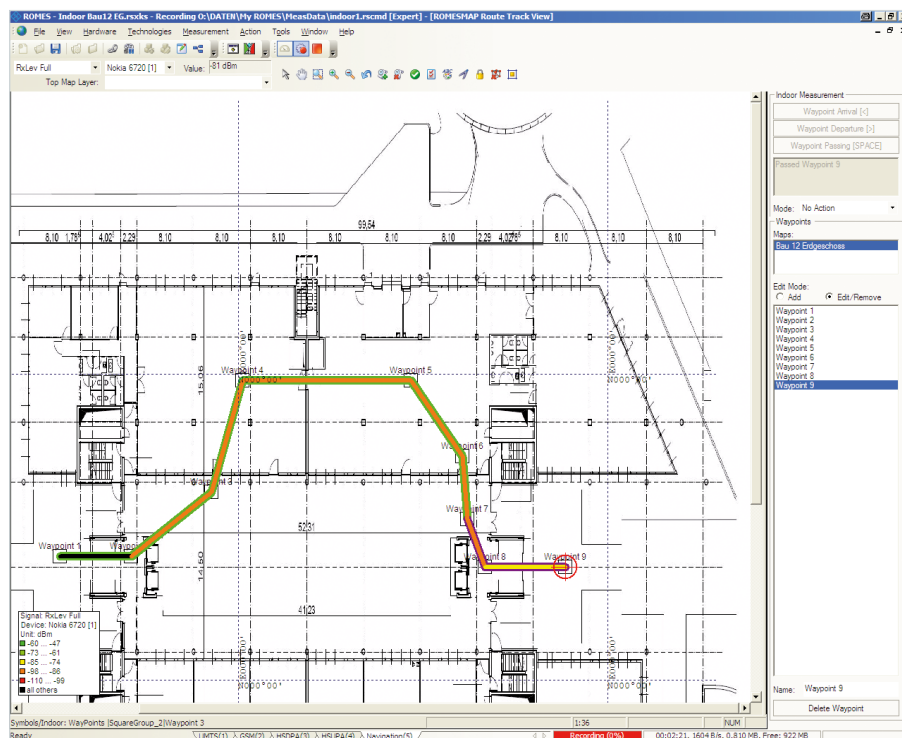 ROMES - Indoor Bau12 EG.rsxks - Recording O:\DATEN\My ROMES\MeasData\indoor1.rscmd [Expert] - [ROMESMAP Route Track View]
File View Hardware Technologies Measurement Action Tools Window Help
RxLev Full Nokia 6720 [1] Value: -81 dBm
Top Map Layer:
Indoor Measurement
Waypoint Arrival [<]
Waypoint Departure [>]
Waypoint Passing [SPACE]
Passed Waypoint 9
Mode: No Action
Waypoints
Maps:
Bau 12 Erdgeschoss
Edit Mode:
Add Edit/Remove
Waypoint 1
Waypoint 2
Waypoint 3
Waypoint 4
Waypoint 5
Waypoint 6
Waypoint 7
Waypoint 8
Waypoint 9
Name: Waypoint 9
Delete Waypoint
99,64
8,10 4,02 2,29 8,10 8,10 8,10 8,10 8,10 8,10 2,29 8,10 8,10 8,10
Waypoint 4
Waypoint 5
N000°00'
15,06
Waypoint 6
Waypoint 3
Waypoint 7
52,31
Waypoint 1
Waypoint 8
Waypoint 9
14,50
41,23
E000°00'
N000°00'
Signal: RxLev Full
Device: Nokia 6720 [1]
Unit: dBm
-60 ... -47
-73 ... -61
-85 ... -74
-98 ... -86
-110 ... -99
all others
Symbols/Indoor: WayPoints |SquareGroup_2|Waypoint 3 1:36 NUM
Ready UMTS(1) GSM(2) HSDPA(3) HSUPA(4) Navigation(5) Recording (0%) 00:02:21, 1604 B/s, 0.810 MB, Free: 922 MB